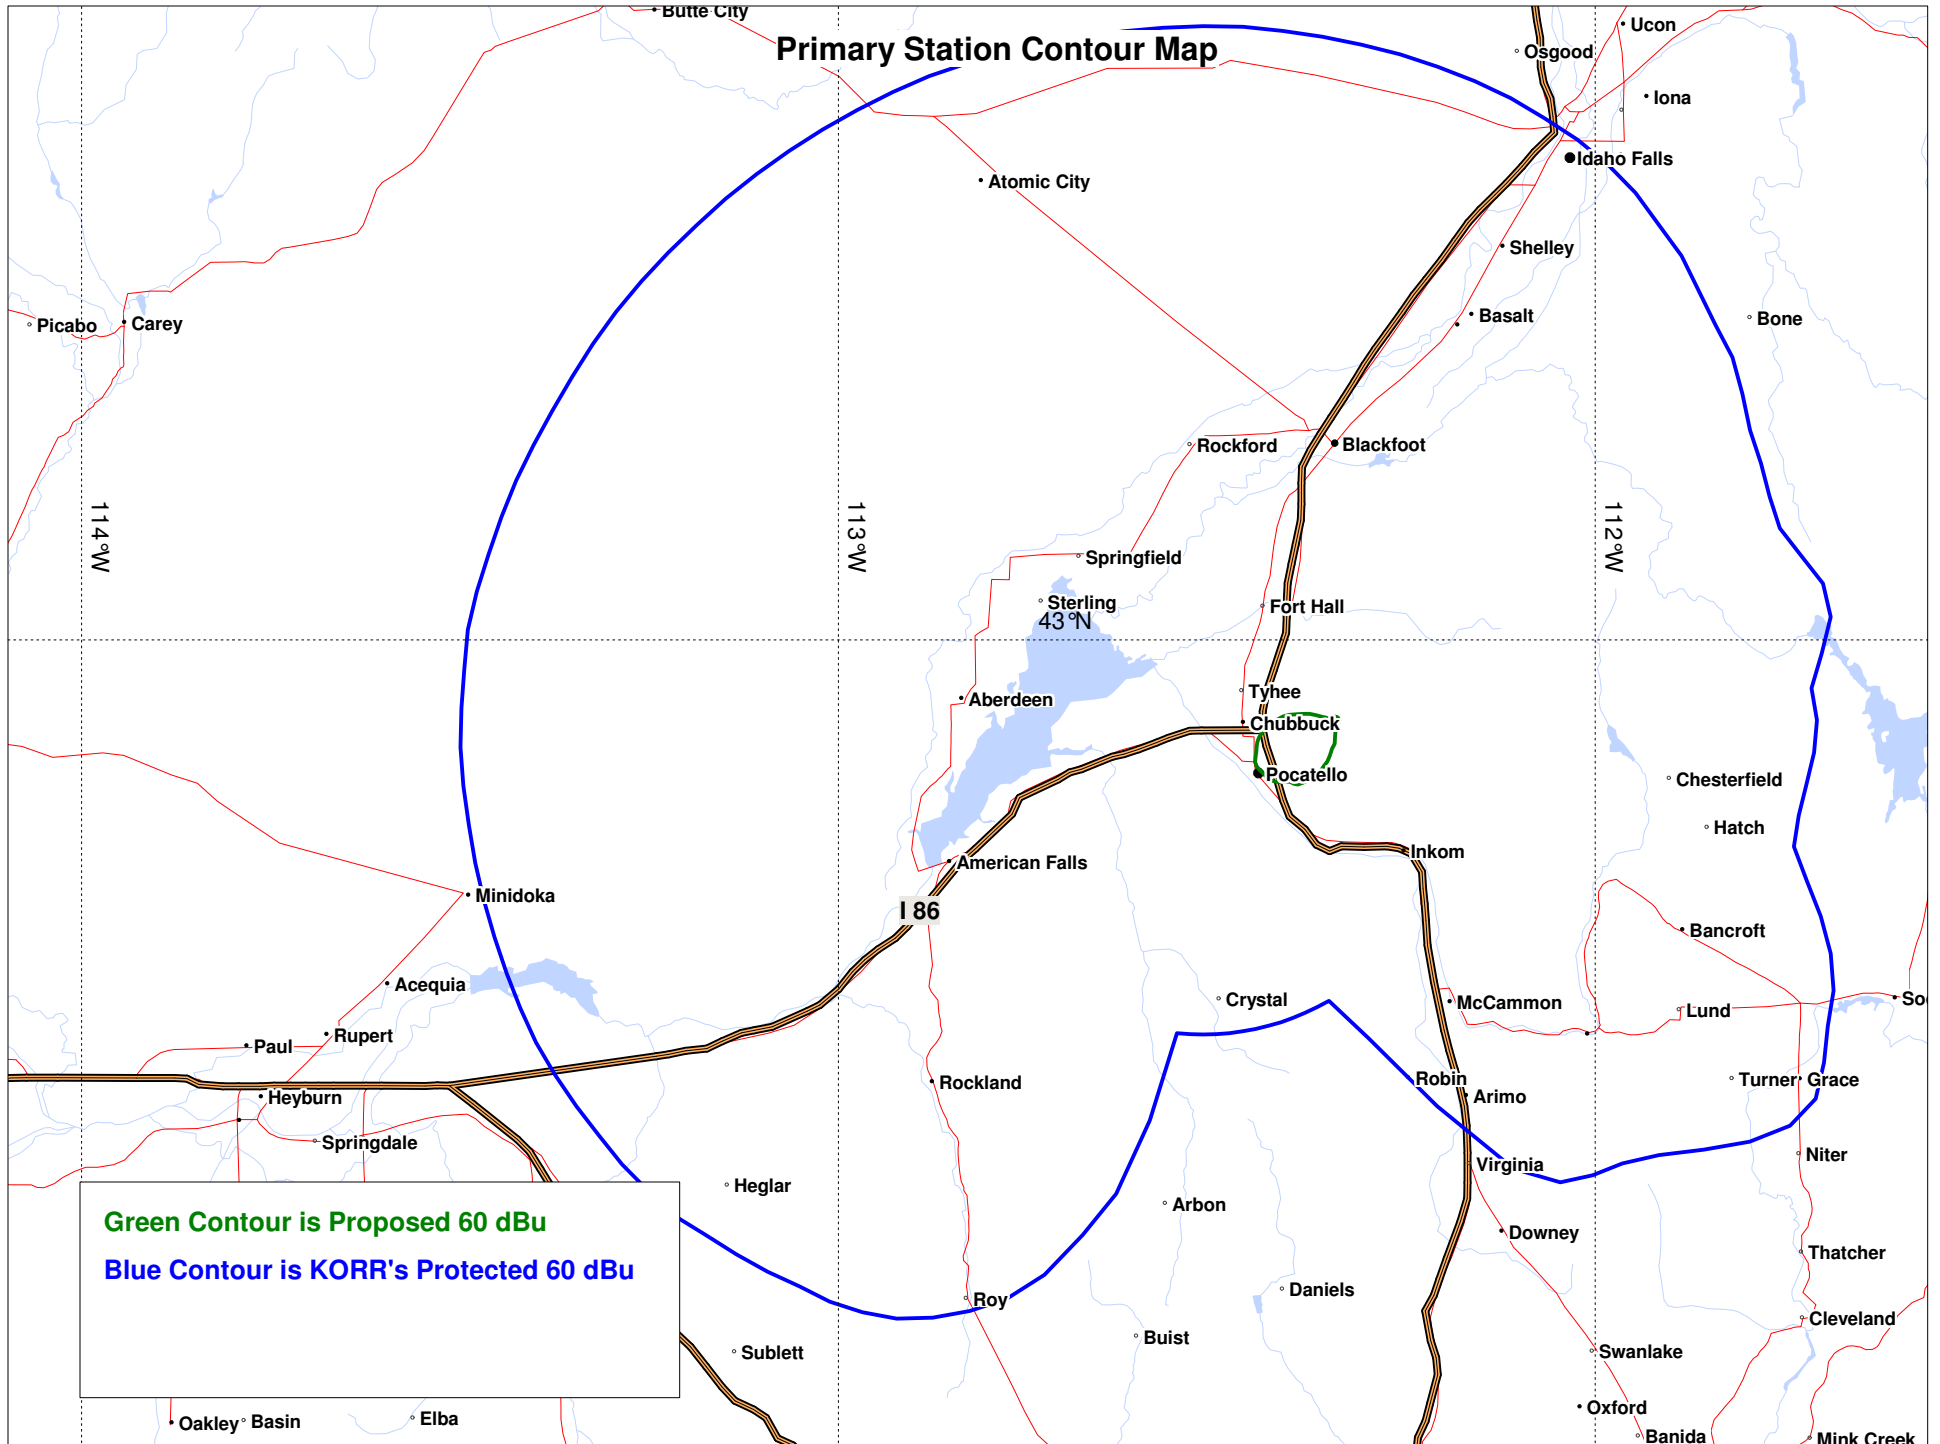 Butte City
Ucon
Primary Station Contour Map
Osgood
Iona
Idaho Falls
Atomic City
Shelley
Basalt
Bone
Picabo
Carey
Rockford
Blackfoot
114°W
113°W
112°W
Springfield
Sterling
Fort Hall
43°N
Tyhee
Aberdeen
Chubbuck
Pocatello
Chesterfield
Hatch
Inkom
American Falls
Minidoka
I 86
Bancroft
Acequia
Crystal
McCammon
Lund
So
Rupert
Paul
Robin
Turner
Grace
Rockland
Heyburn
Arimo
Springdale
Niter
Virginia
Heglar
Arbon
Green Contour is Proposed 60 dBu
Downey
Thatcher
Blue Contour is KORR's Protected 60 dBu
Daniels
Roy
Cleveland
Buist
Sublett
Swanlake
Oxford
Oakley
Basin
Elba
Banida
Mink Creek